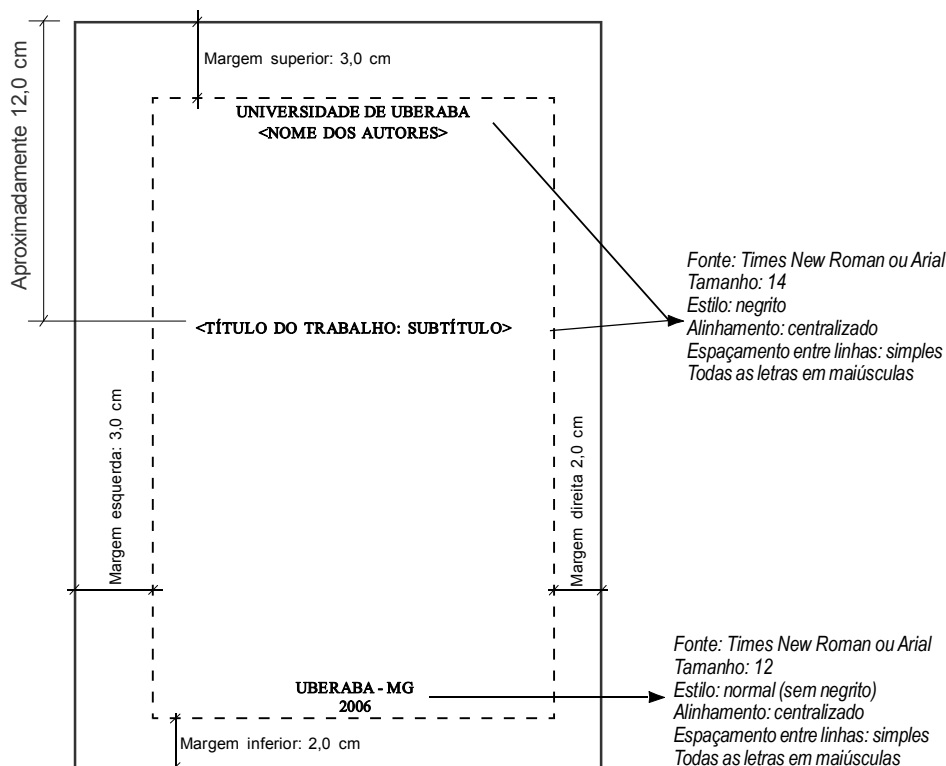 Aproximadamente 12,0 cm
Margem superior: 3,0 cm
UNIVERSIDADE DE UBERABA
<NOME DOS AUTORES>
Fonte: Times New Roman ou Arial
Tamanho: 14
Estilo: negrito
Alinhamento: centralizado
Espaçamento entre linhas: simples
Todas as letras em maiúsculas
<TÍTULO DO TRABALHO: SUBTÍTULO>
Margem esquerda: 3,0 cm
Margem direita 2,0 cm
UBERABA - MG
2006
Fonte: Times New Roman ou Arial
Tamanho: 12
Estilo: normal (sem negrito)
Alinhamento: centralizado
Espaçamento entre linhas: simples
Todas as letras em maiúsculas
Margem inferior: 2,0 cm